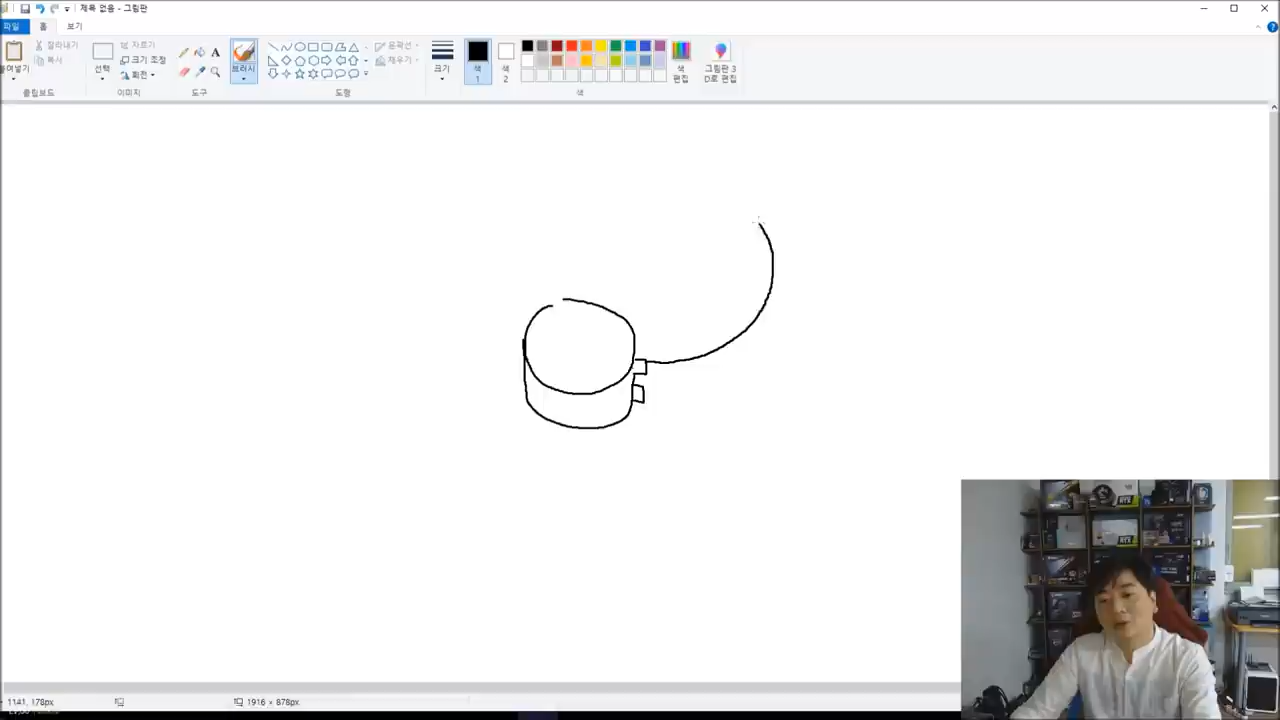 제목 없음 - 그림판
파일 홈 보기
붙여넣기
잘라내기
복사
클립보드
선택
자르기
크기 조정
회전
이미지
A
도구
브러시
윤곽선
채우기
도형
크기
색
1
색
2
색
편집
그림판 3
D로 편집
색
1141, 178px
1916 × 878px